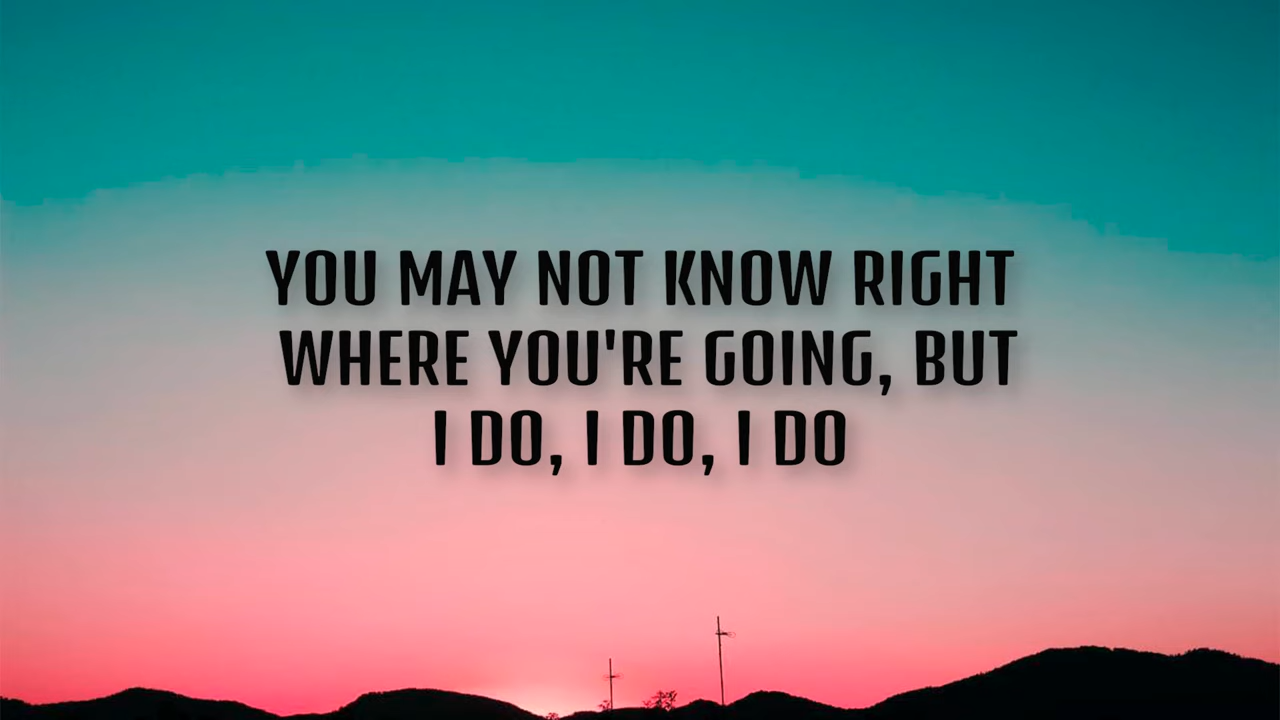 YOU MAY NOT KNOW RIGHT
WHERE YOU'RE GOING, BUT
I DO, I DO, I DO